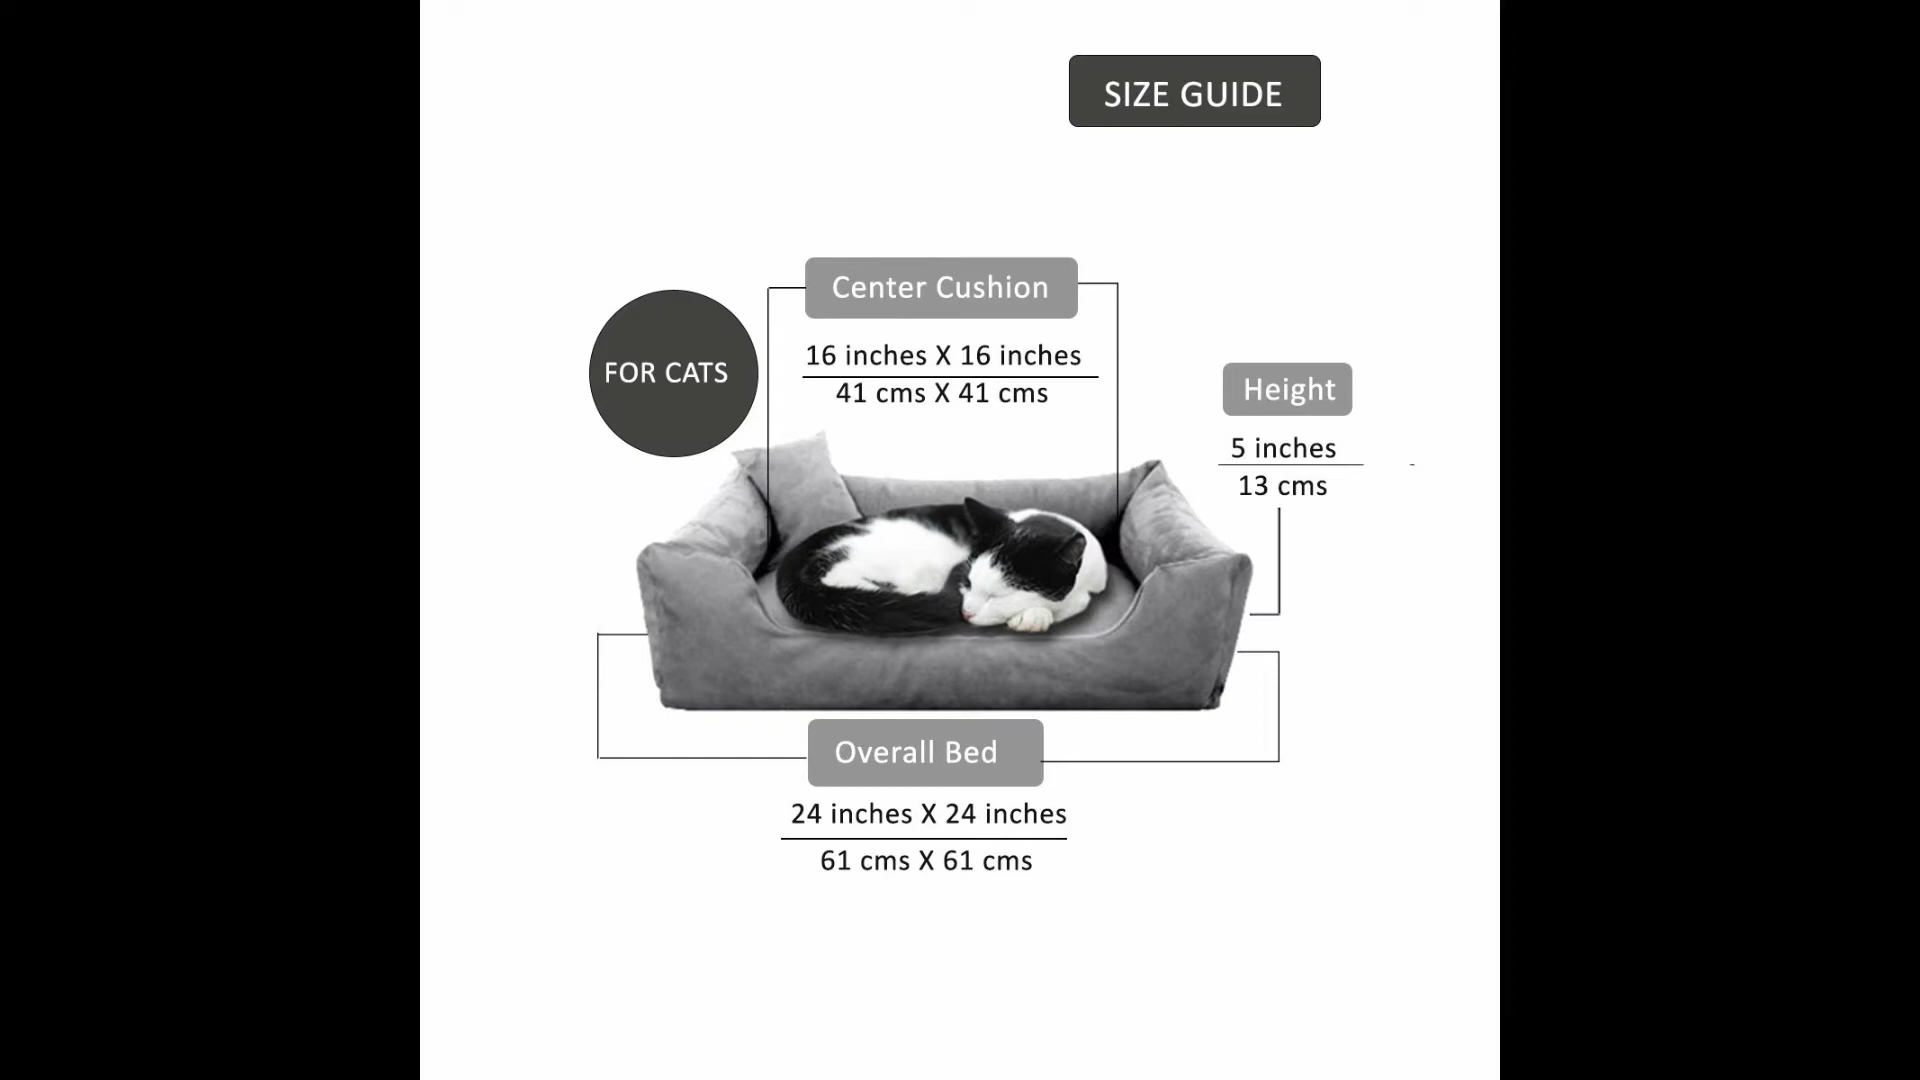 SIZE GUIDE
Center Cushion
16 inches X 16 inches
41 cms X 41 cms
FOR CATS
Height
5 inches
13 cms
Overall Bed
24 inches X 24 inches
61 cms X 61 cms